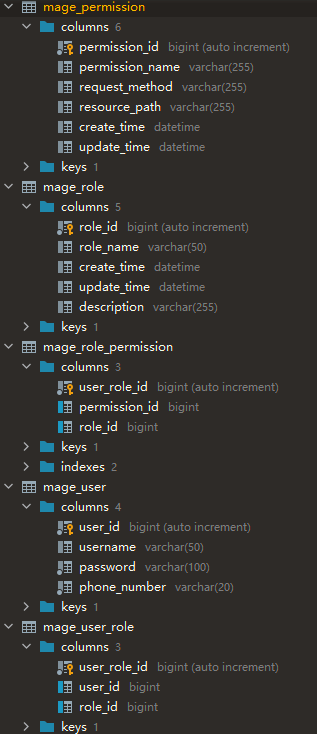 mage_permission
columns 6
permission_id bigint (auto increment)
permission_name varchar(255)
request_method varchar(255)
resource_path varchar(255)
create_time datetime
update_time datetime
keys 1
mage_role
columns 5
role_id bigint (auto increment)
role_name varchar(50)
create_time datetime
update_time datetime
description varchar(255)
keys 1
mage_role_permission
columns 3
user_role_id bigint (auto increment)
permission_id bigint
role_id bigint
keys 1
indexes 2
mage_user
columns 4
user_id bigint (auto increment)
username varchar(50)
password varchar(100)
phone_number varchar(20)
keys 1
mage_user_role
columns 3
user_role_id bigint (auto increment)
user_id bigint
role_id bigint
keys 1